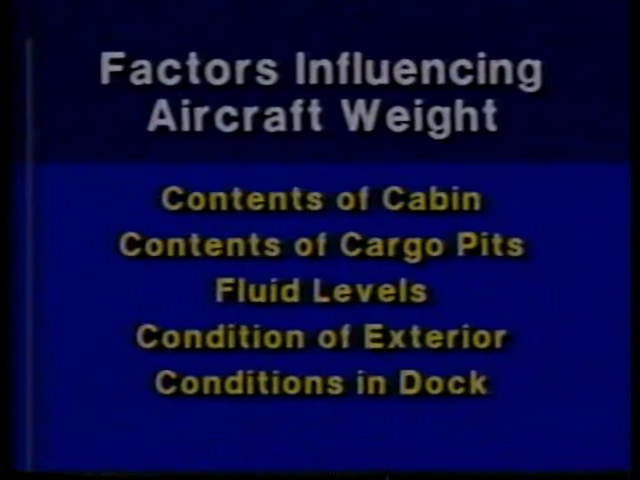 Factors Influencing
Aircraft Weight
Contents of Cabin
Contents of Cargo Pits
Fluid Levels
Condition of Exterior
Conditions in Dock